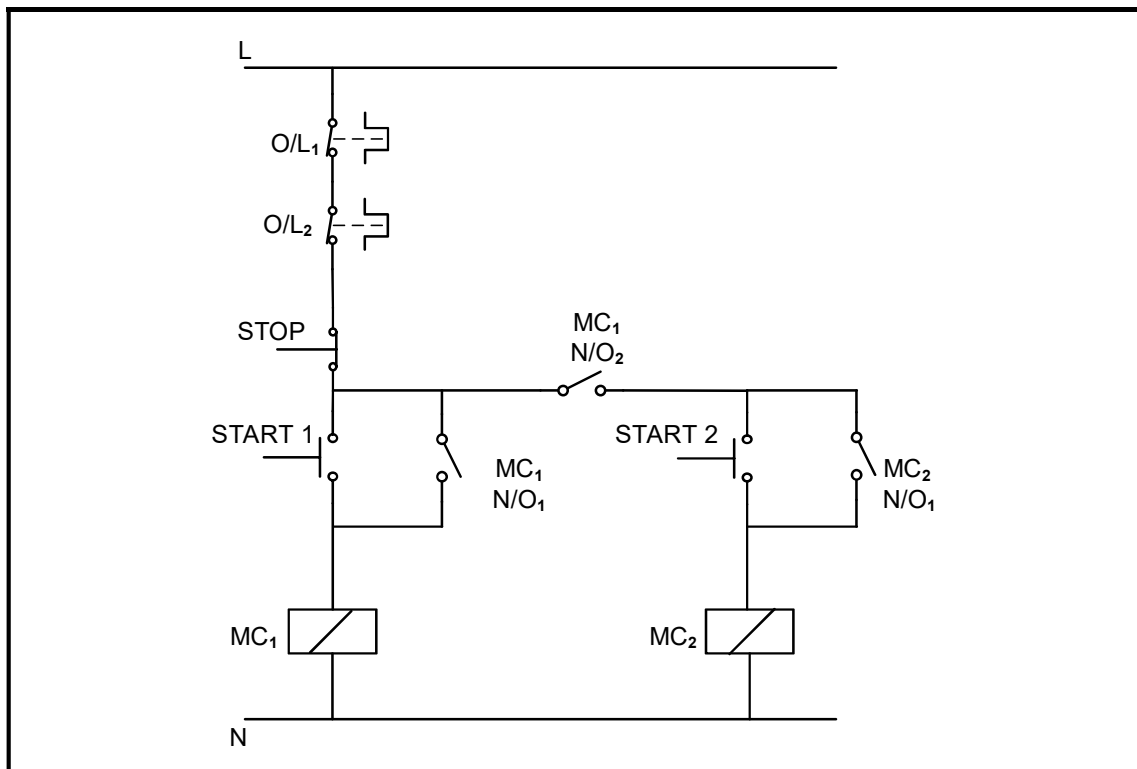 L
O/L₁
O/L₂
STOP
MC₁
N/O₂
START 1
MC₁
N/O₁
START 2
MC₂
N/O₁
MC₁
MC₂
N